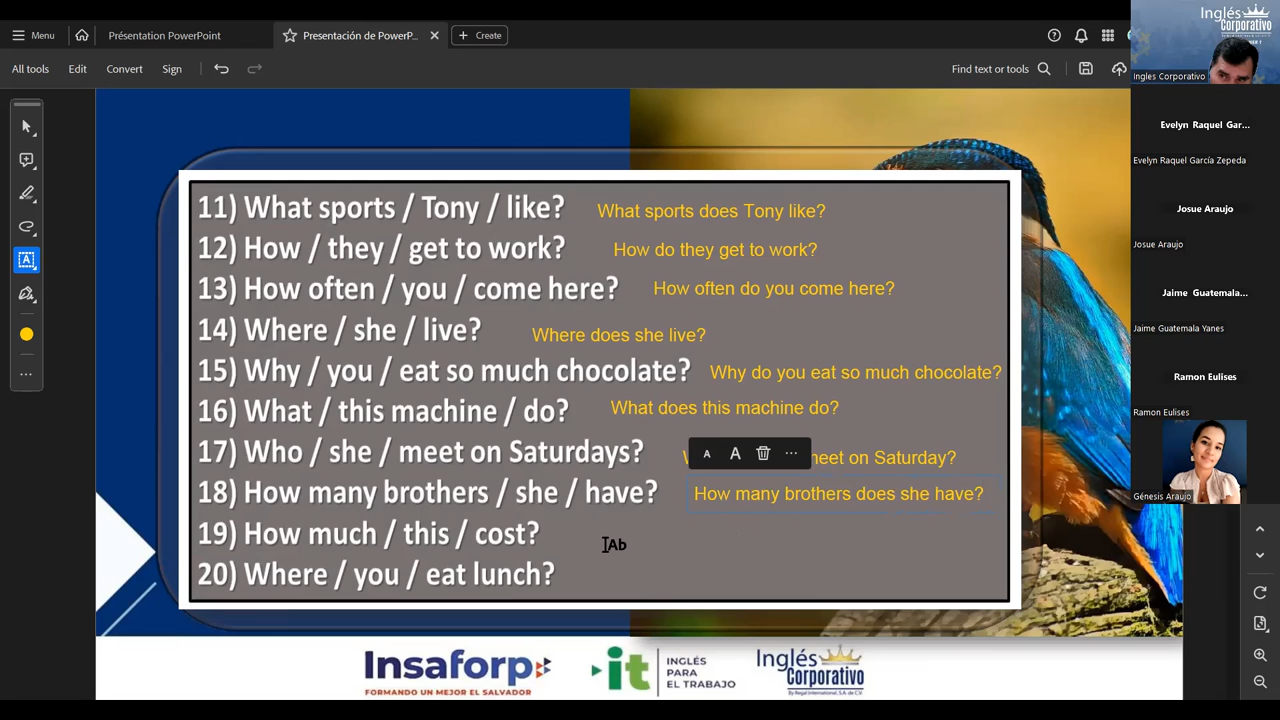 Menu
Présentation PowerPoint
Presentación de PowerP...
Create
All tools
Edit
Convert
Sign
Find text or tools
11) What sports / Tony / like? What sports does Tony like?
12) How / they / get to work? How do they get to work?
13) How often / you / come here? How often do you come here?
14) Where / she / live? Where does she live?
15) Why / you / eat so much chocolate? Why do you eat so much chocolate?
16) What / this machine / do? What does this machine do?
17) Who / she / meet on Saturdays? meet on Saturday?
18) How many brothers / she / have? How many brothers does she have?
19) How much / this / cost?
20) Where / you / eat lunch?
A A ...
Ab
Insaforp
FORMANDO UN MEJOR EL SALVADOR
it
INGLÉS
PARA
EL TRABAJO
Inglés
Corporativo
By Regal International, S.A. de C.V.
Inglés
Corporativo
Ingles Corporativo
Evelyn Raquel Gar...
Evelyn Raquel García Zepeda
Josue Araujo
Josue Araujo
Jaime Guatemala...
Jaime Guatemala Yanes
Ramon Eulises
Ramon Eulises
Génesis Araujo